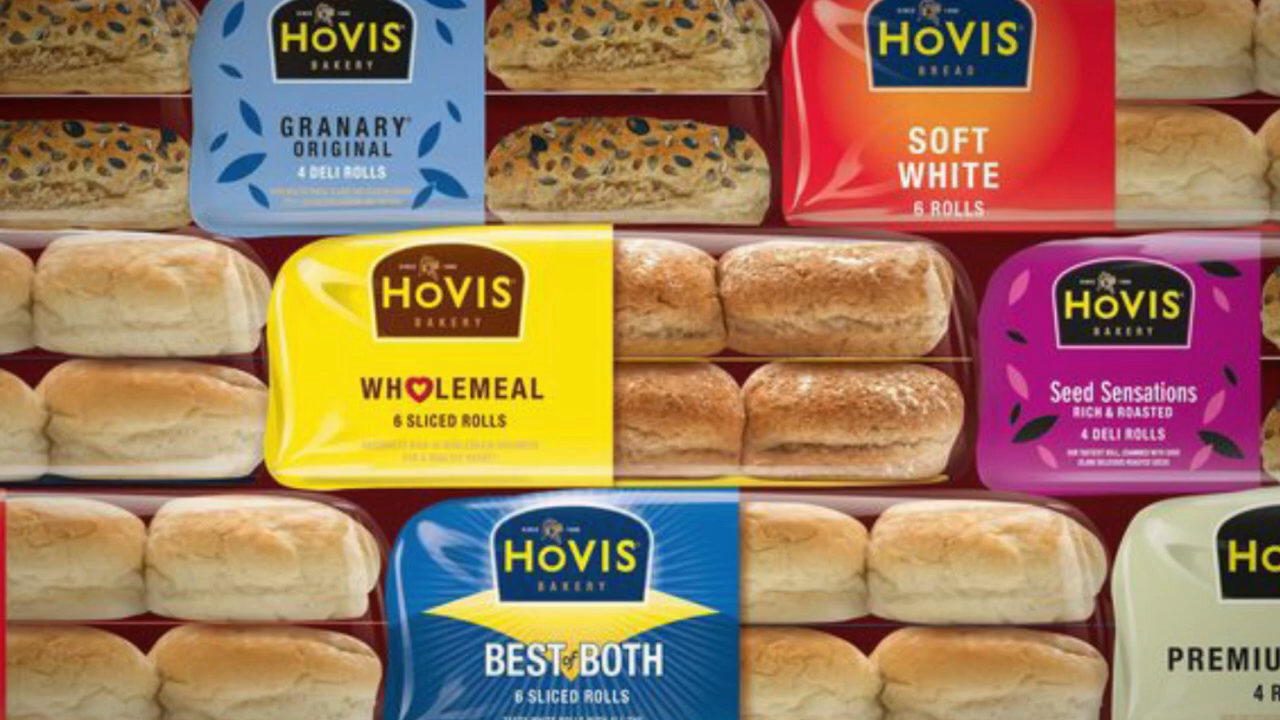 SINCE 1886
HOVIS
BAKERY
GRANARY®
ORIGINAL
4 DELI ROLLS
HOVIS
BREAD
SOFT
WHITE
6 ROLLS
HOVIS
BAKERY
WHOLEMEAL
6 SLICED ROLLS
HOVIS
BAKERY
Seed Sensations
RICH & ROASTED
4 DELI ROLLS
HOVIS
BAKERY
BEST of BOTH
6 SLICED ROLLS
HO
PREMIU
4 R